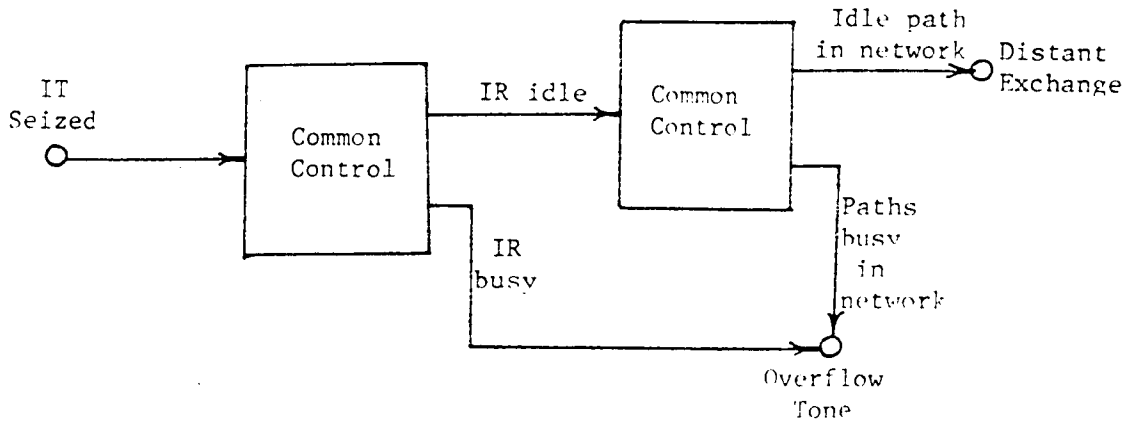 IT
Seized
Common
Control
IR idle
IR
busy
Common
Control
Idle path
in network
Distant
Exchange
Paths
busy
in
network
Overflow
Tone